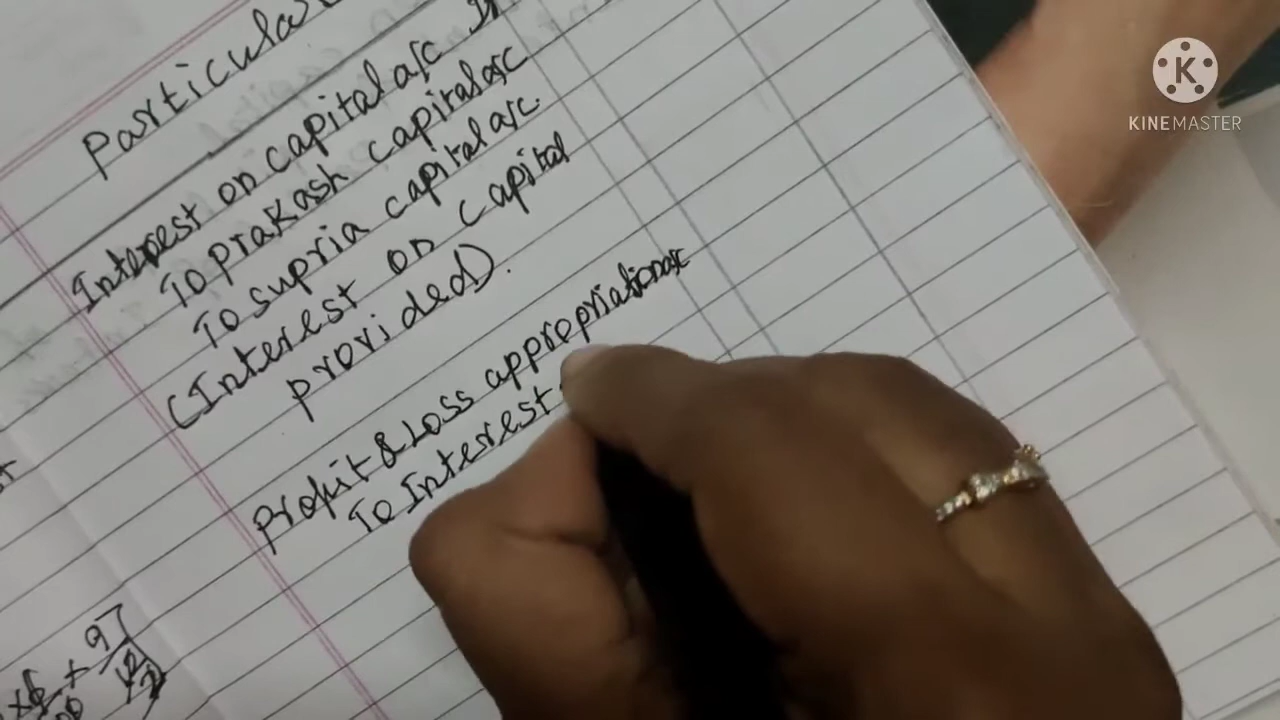 Particular
Interest on capital a/c Dr
To prakash capital a/c
To supria capital a/c
(Interest on capital
provided).
profit & Loss appropriation a/c
To Interest
K
KINEMASTER